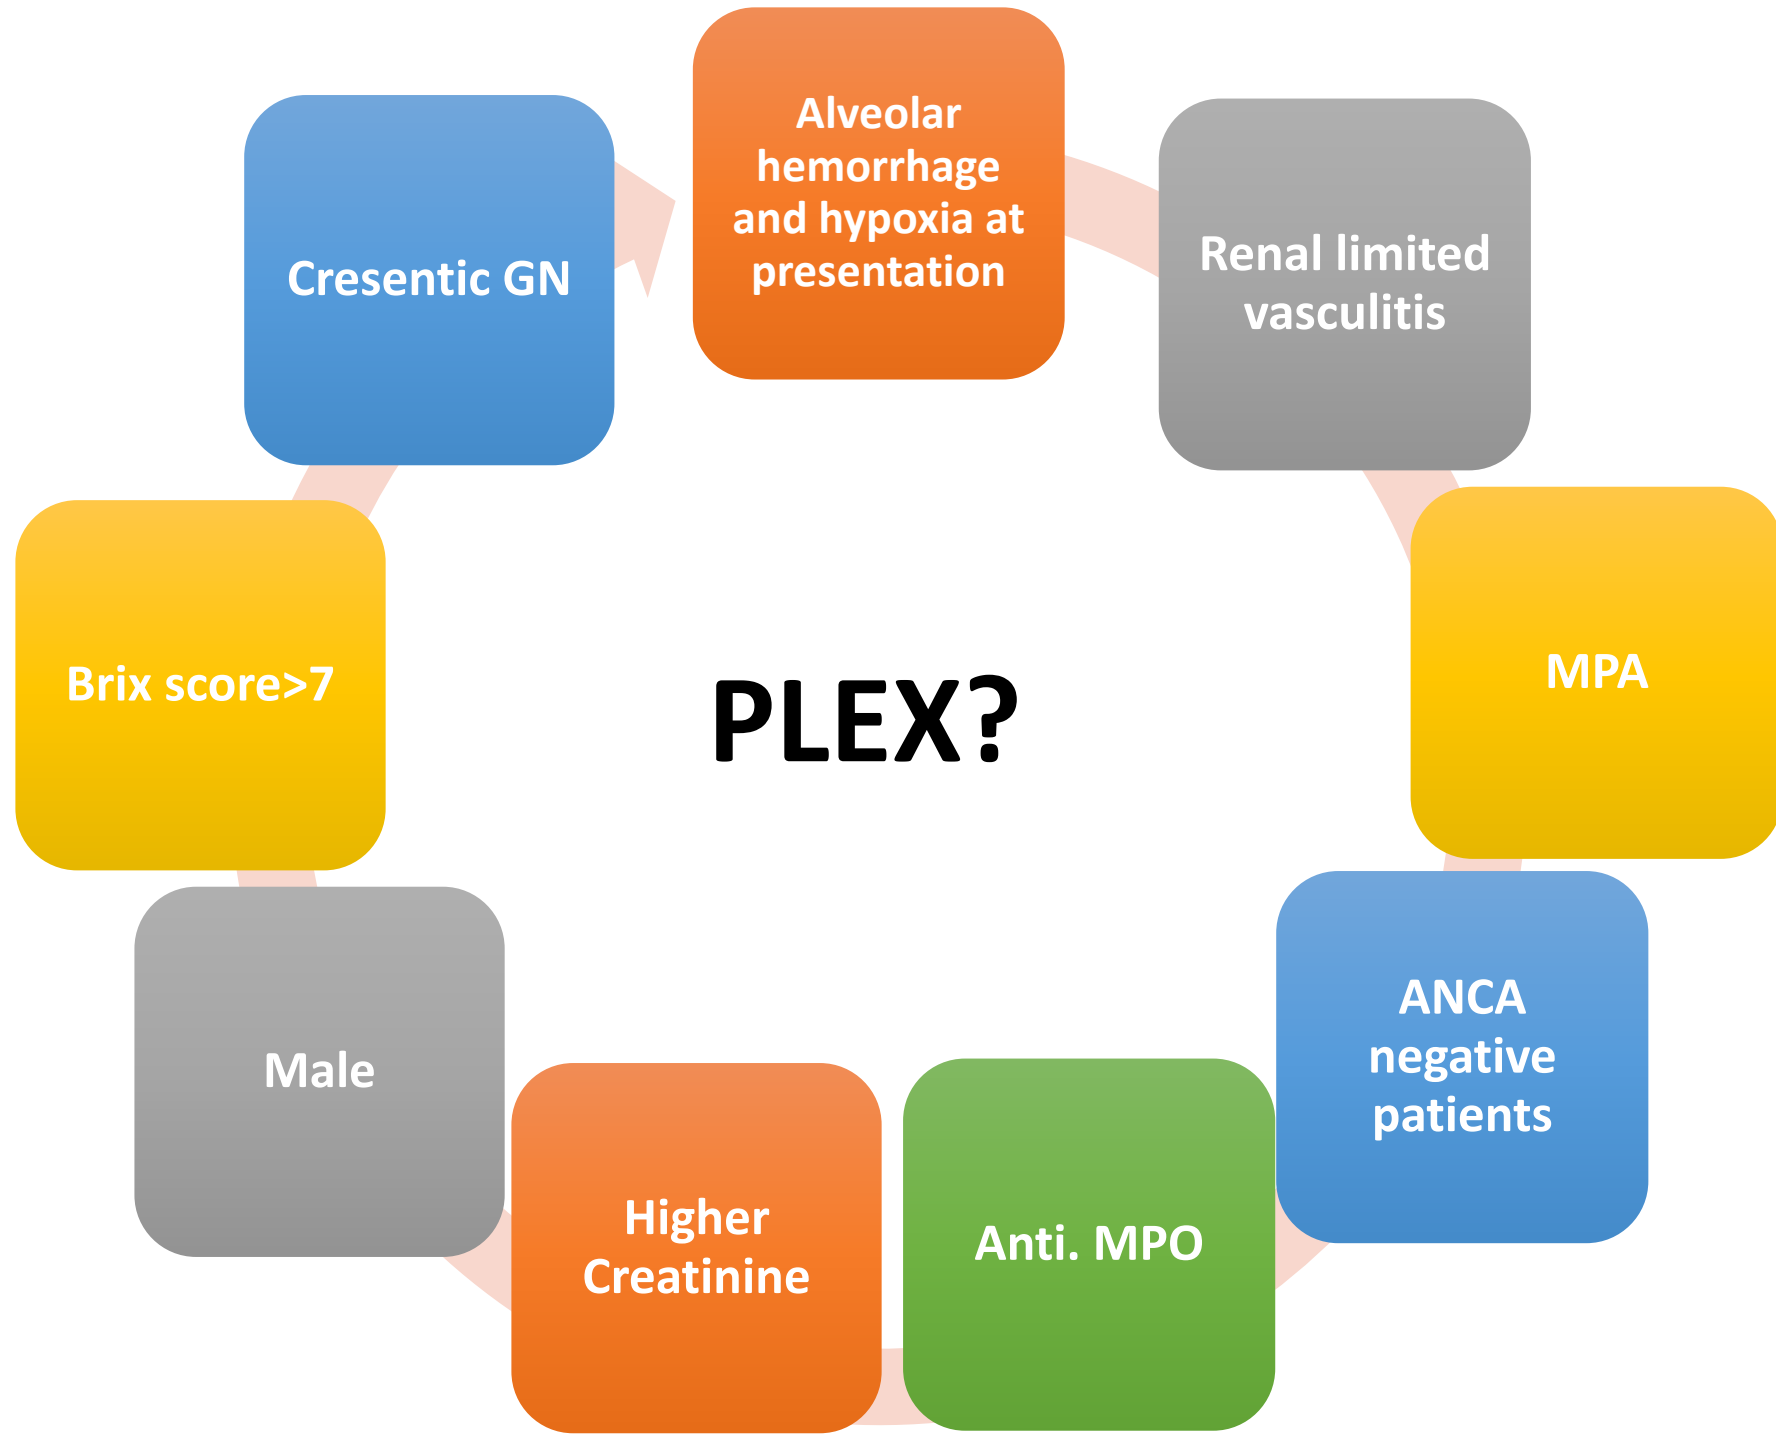 Alveolar
hemorrhage
and hypoxia at
presentation
Renal limited
vasculitis
MPA
ANCA
negative
patients
Anti. MPO
Higher
Creatinine
Male
Brix score>7
Cresentic GN
PLEX?